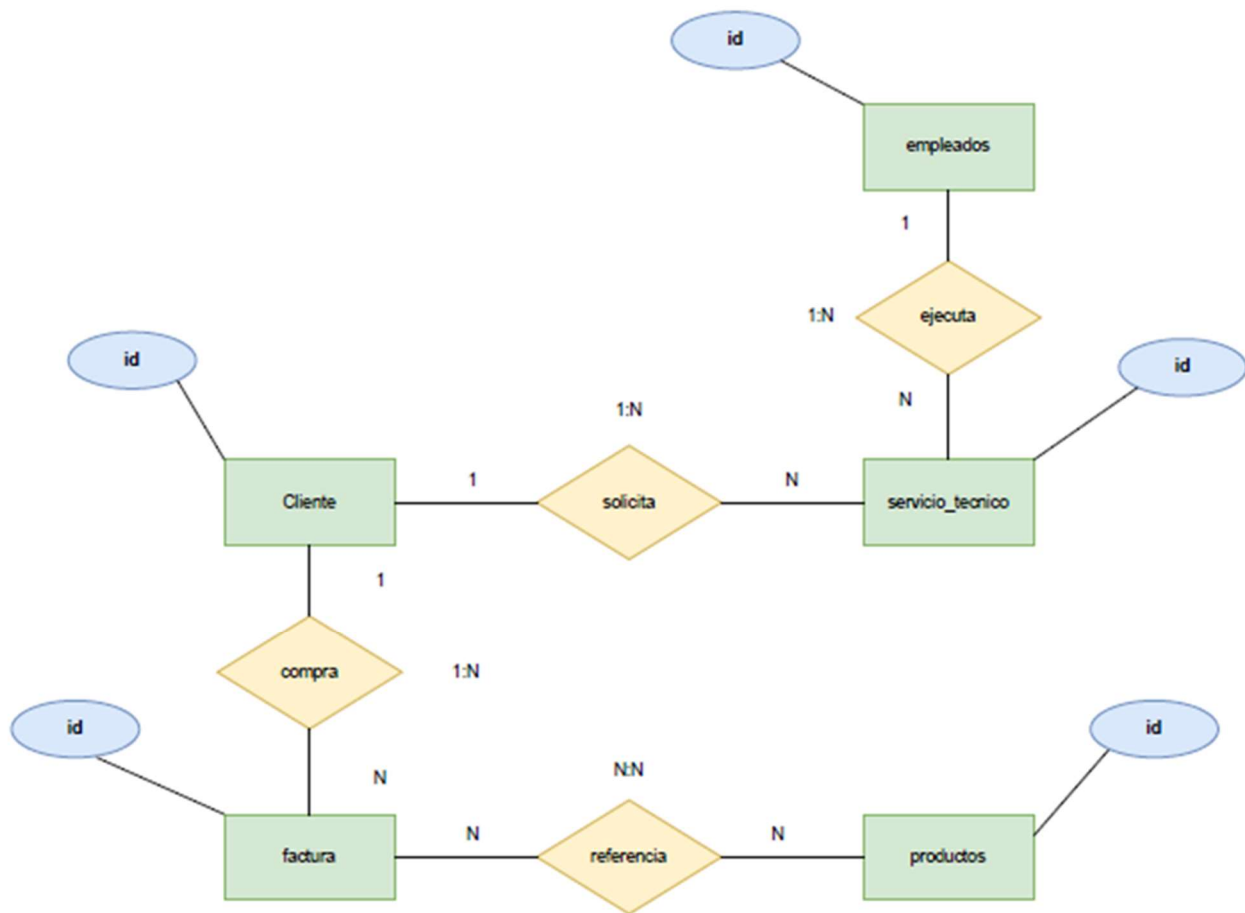 id
empleados
1
1:N
ejecuta
id
id
N
1:N
Cliente
1
solicita
N
servicio_tecnico
1
compra
1:N
id
id
N
N:N
factura
N
referencia
N
productos